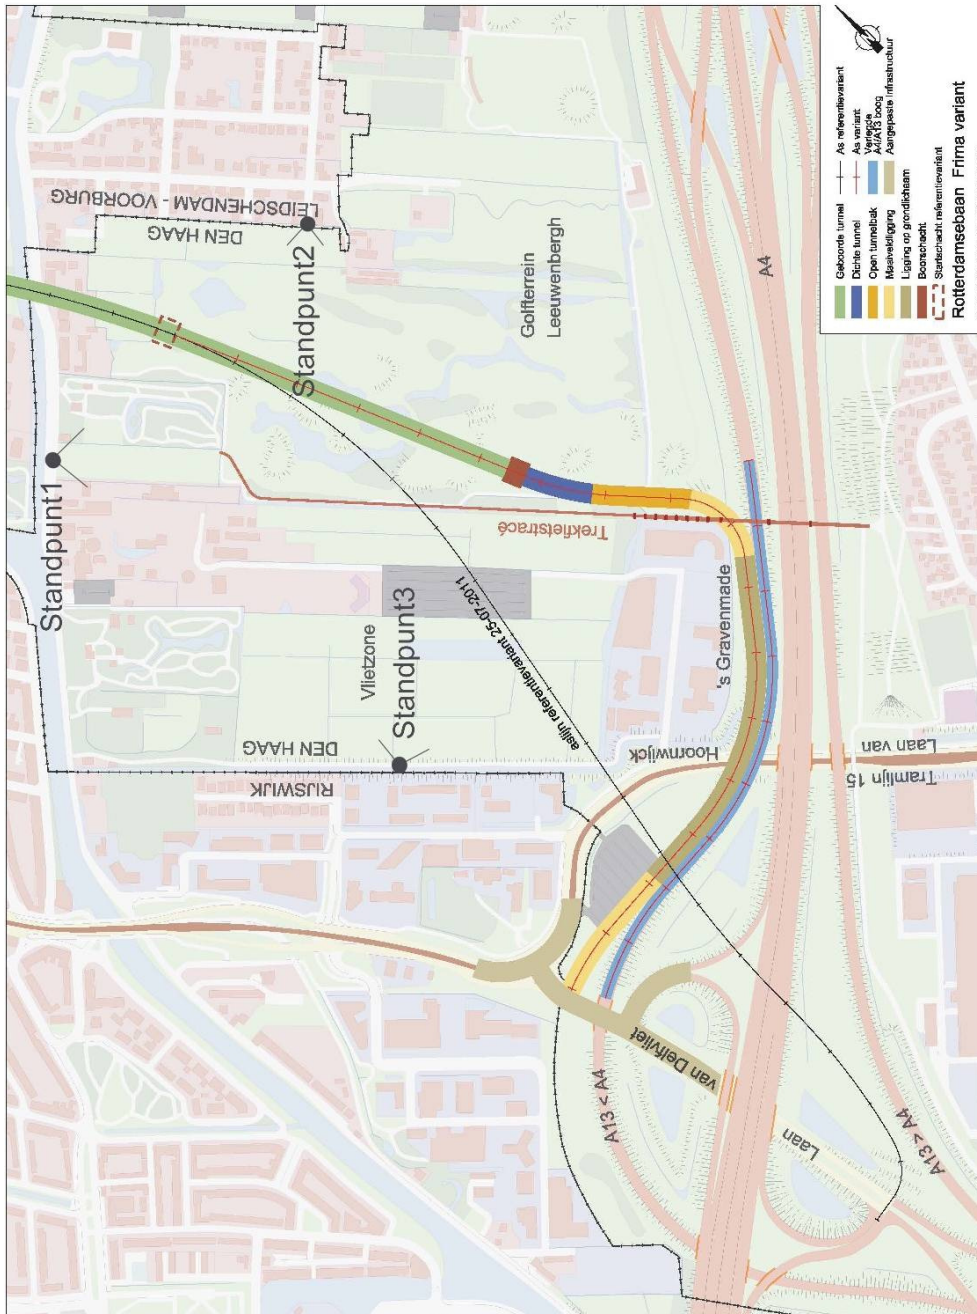 Standpunt1
Standpunt2
Standpunt3
LEIDSCHENDAM - VOORBURG
DEN HAAG
Golfterrein
Leeuwenbergh
Trekfietstracé
Vlietzone
aslijn referentievariant 25-07-2011
DEN HAAG
RIJSWIJK
's Gravenmade
Hoornwijck
Laan van
Tramlijn 15
A4
A13 < A4
van Delfvliet
Laan
A13 > A4
Geboorde tunnel
Dichte tunnel
Open tunnelbak
Maaiveldligging
Ligging op grondlichaam
Boorschacht
Startschacht referentievariant
As referentievariant
As variant
Verlegde
A4/A13 boog
Aangepaste infrastructuur
Rotterdamsebaan Frima variant